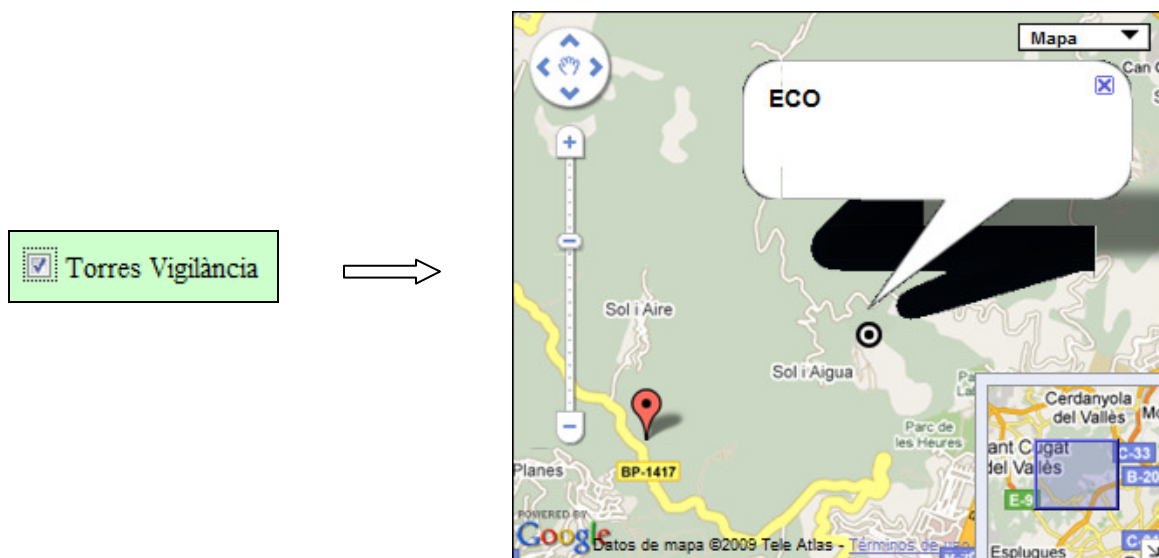 Torres Vigilància
Mapa
Can
ECO
Sol i Aire
Sol i Aigua
Parc de
les Heures
Planes
BP-1417
Cerdanyola
del Vallès
ant Cugat
del Vallès
C-33
B-20
E-9
Esplugues
POWERED BY
Google
Datos de mapa ©2009 Tele Atlas - Términos de uso